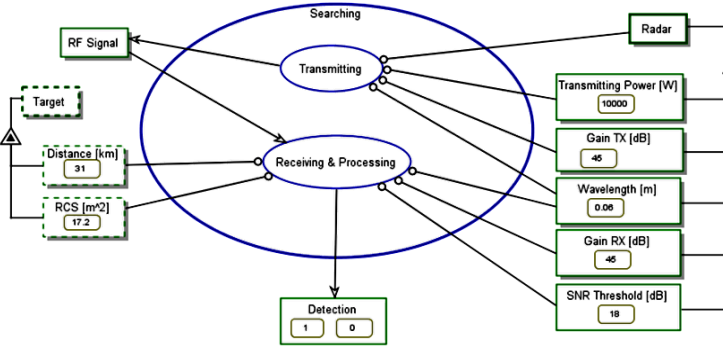 Searching
RF Signal
Radar
Transmitting
Target
Transmitting Power [W]
10000
Gain TX [dB]
45
Distance [km]
31
Receiving & Processing
Wavelength [m]
0.06
RCS [m^2]
17.2
Gain RX [dB]
45
SNR Threshold [dB]
18
Detection
1 0